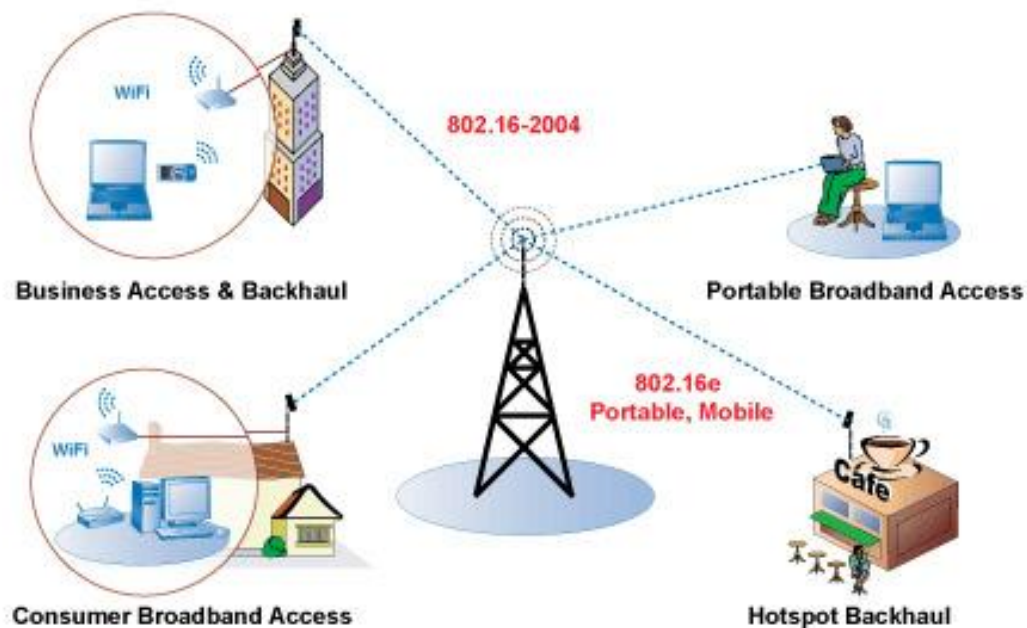 WiFi
802.16-2004
Business Access & Backhaul
Portable Broadband Access
802.16e
Portable, Mobile
WiFi
Cafe
Consumer Broadband Access
Hotspot Backhaul